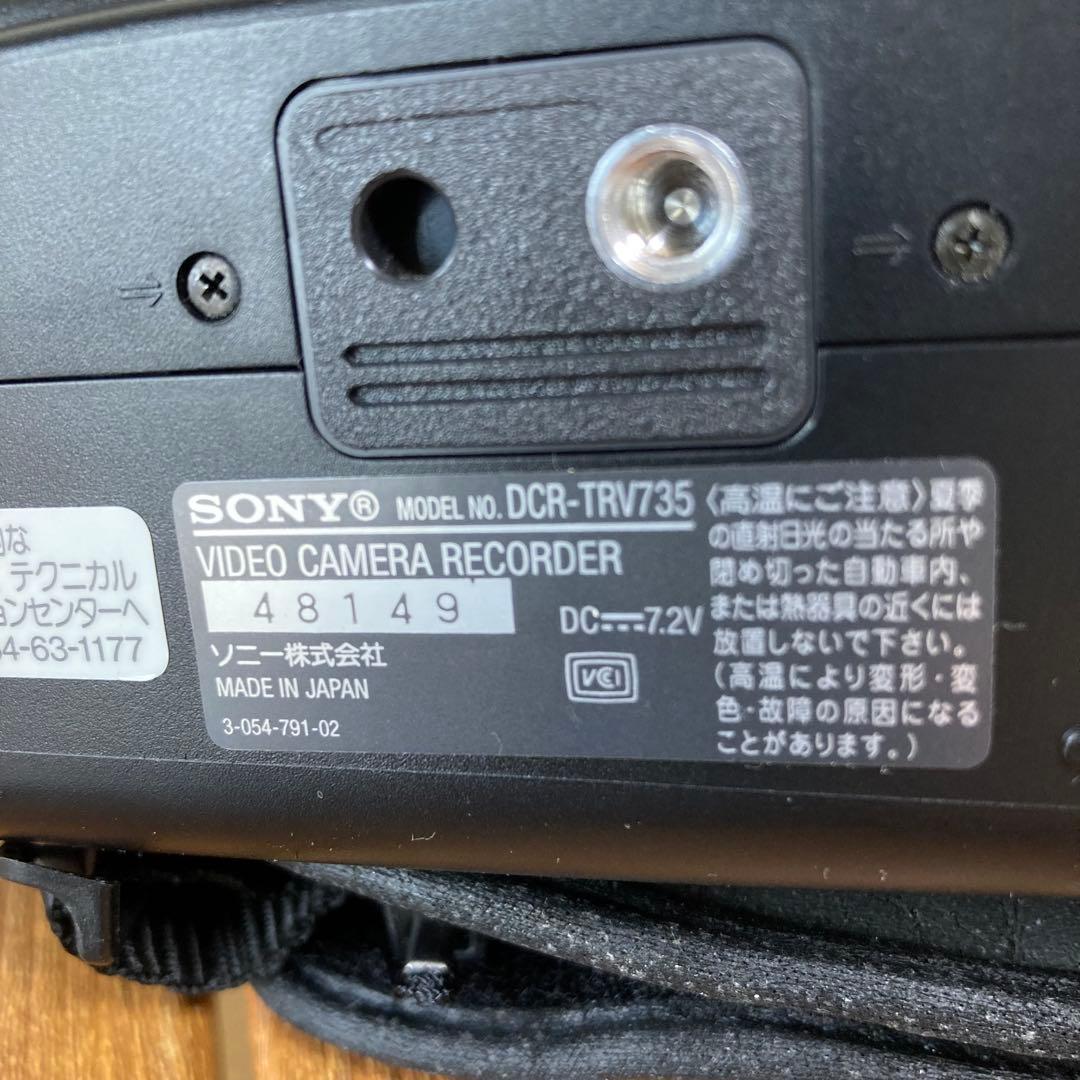 な
テクニカル
ョンセンターへ
4-63-1177
SONY® MODEL NO. DCR-TRV735
VIDEO CAMERA RECORDER
48149
DC 7.2V
ソニー株式会社
MADE IN JAPAN
VCI
3-054-791-02
〈高温にご注意〉夏季
の直射日光の当たる所や
閉め切った自動車内、
または熱器具の近くには
放置しないで下さい。
(高温により変形・変
色・故障の原因になる
ことがあります。)